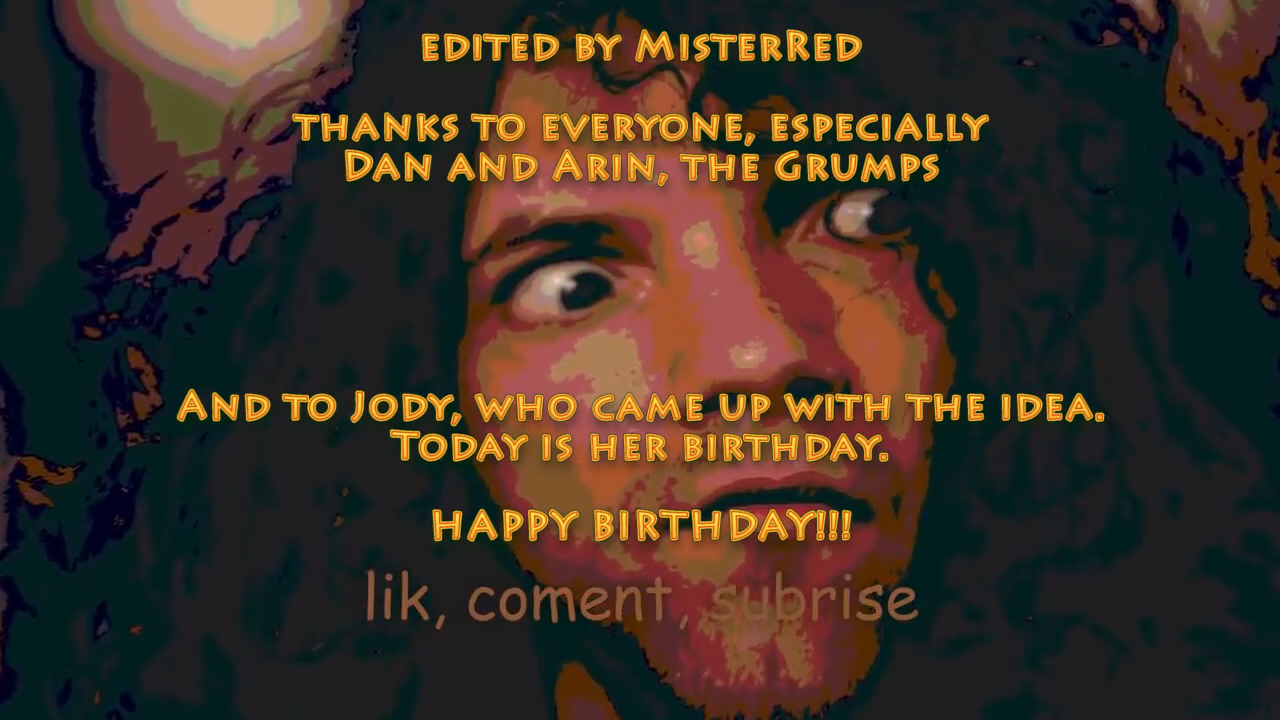 EDITED BY MISTERRED
THANKS TO EVERYONE, ESPECIALLY
DAN AND ARIN, THE GRUMPS
AND TO JODY, WHO CAME UP WITH THE IDEA.
TODAY IS HER BIRTHDAY.
HAPPY BIRTHDAY!!!
lik, coment, subrise